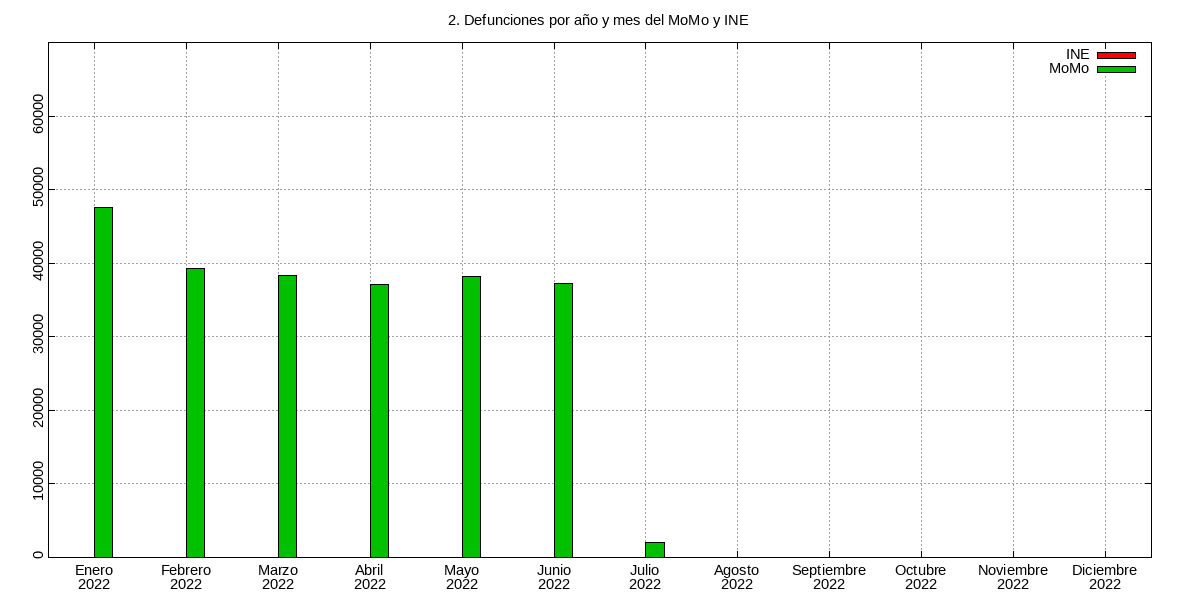 2. Defunciones por año y mes del MoMo y INE
INE
MoMo
60000
50000
40000
30000
20000
10000
0
Enero
2022
Febrero
2022
Marzo
2022
Abril
2022
Mayo
2022
Junio
2022
Julio
2022
Agosto
2022
Septiembre
2022
Octubre
2022
Noviembre
2022
Diciembre
2022